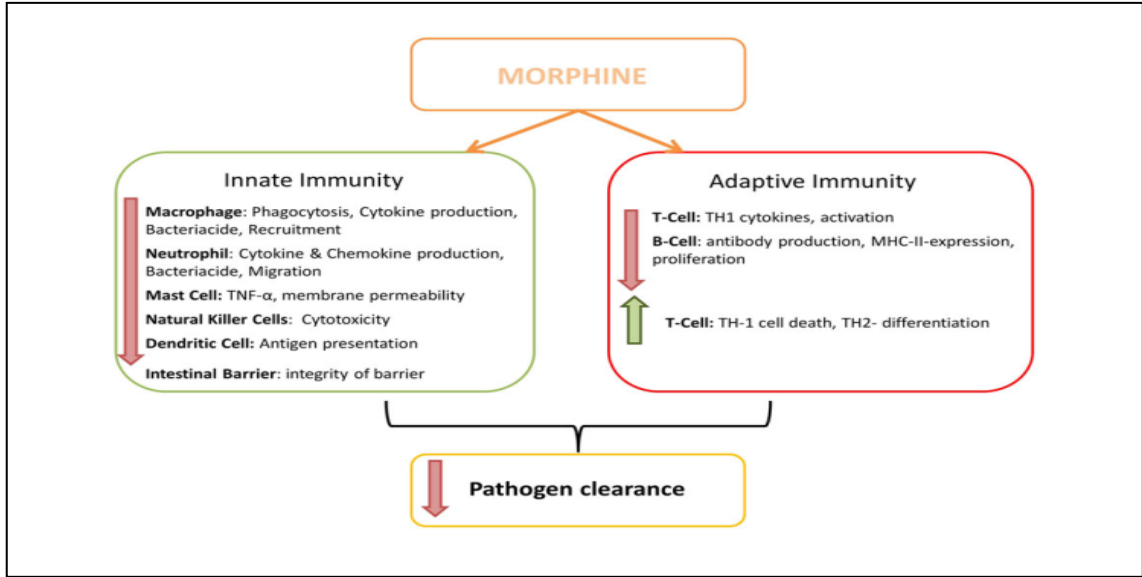 MORPHINE
Innate Immunity
Macrophage: Phagocytosis, Cytokine production,
Bacteriacide, Recruitment
Neutrophil: Cytokine & Chemokine production,
Bacteriacide, Migration
Mast Cell: TNF-α, membrane permeability
Natural Killer Cells: Cytotoxicity
Dendritic Cell: Antigen presentation
Intestinal Barrier: integrity of barrier
Adaptive Immunity
T-Cell: TH1 cytokines, activation
B-Cell: antibody production, MHC-II-expression,
proliferation
T-Cell: TH-1 cell death, TH2- differentiation
Pathogen clearance